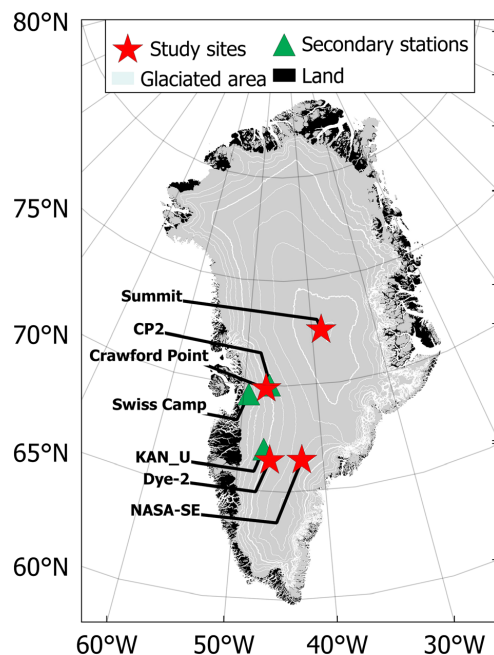 80°N
Study sites
Secondary stations
Glaciated area
Land
75°N
Summit
CP2
70°N
Crawford Point
Swiss Camp
KAN_U
65°N
Dye-2
NASA-SE
60°N
60°W 50°W 40°W 30°W